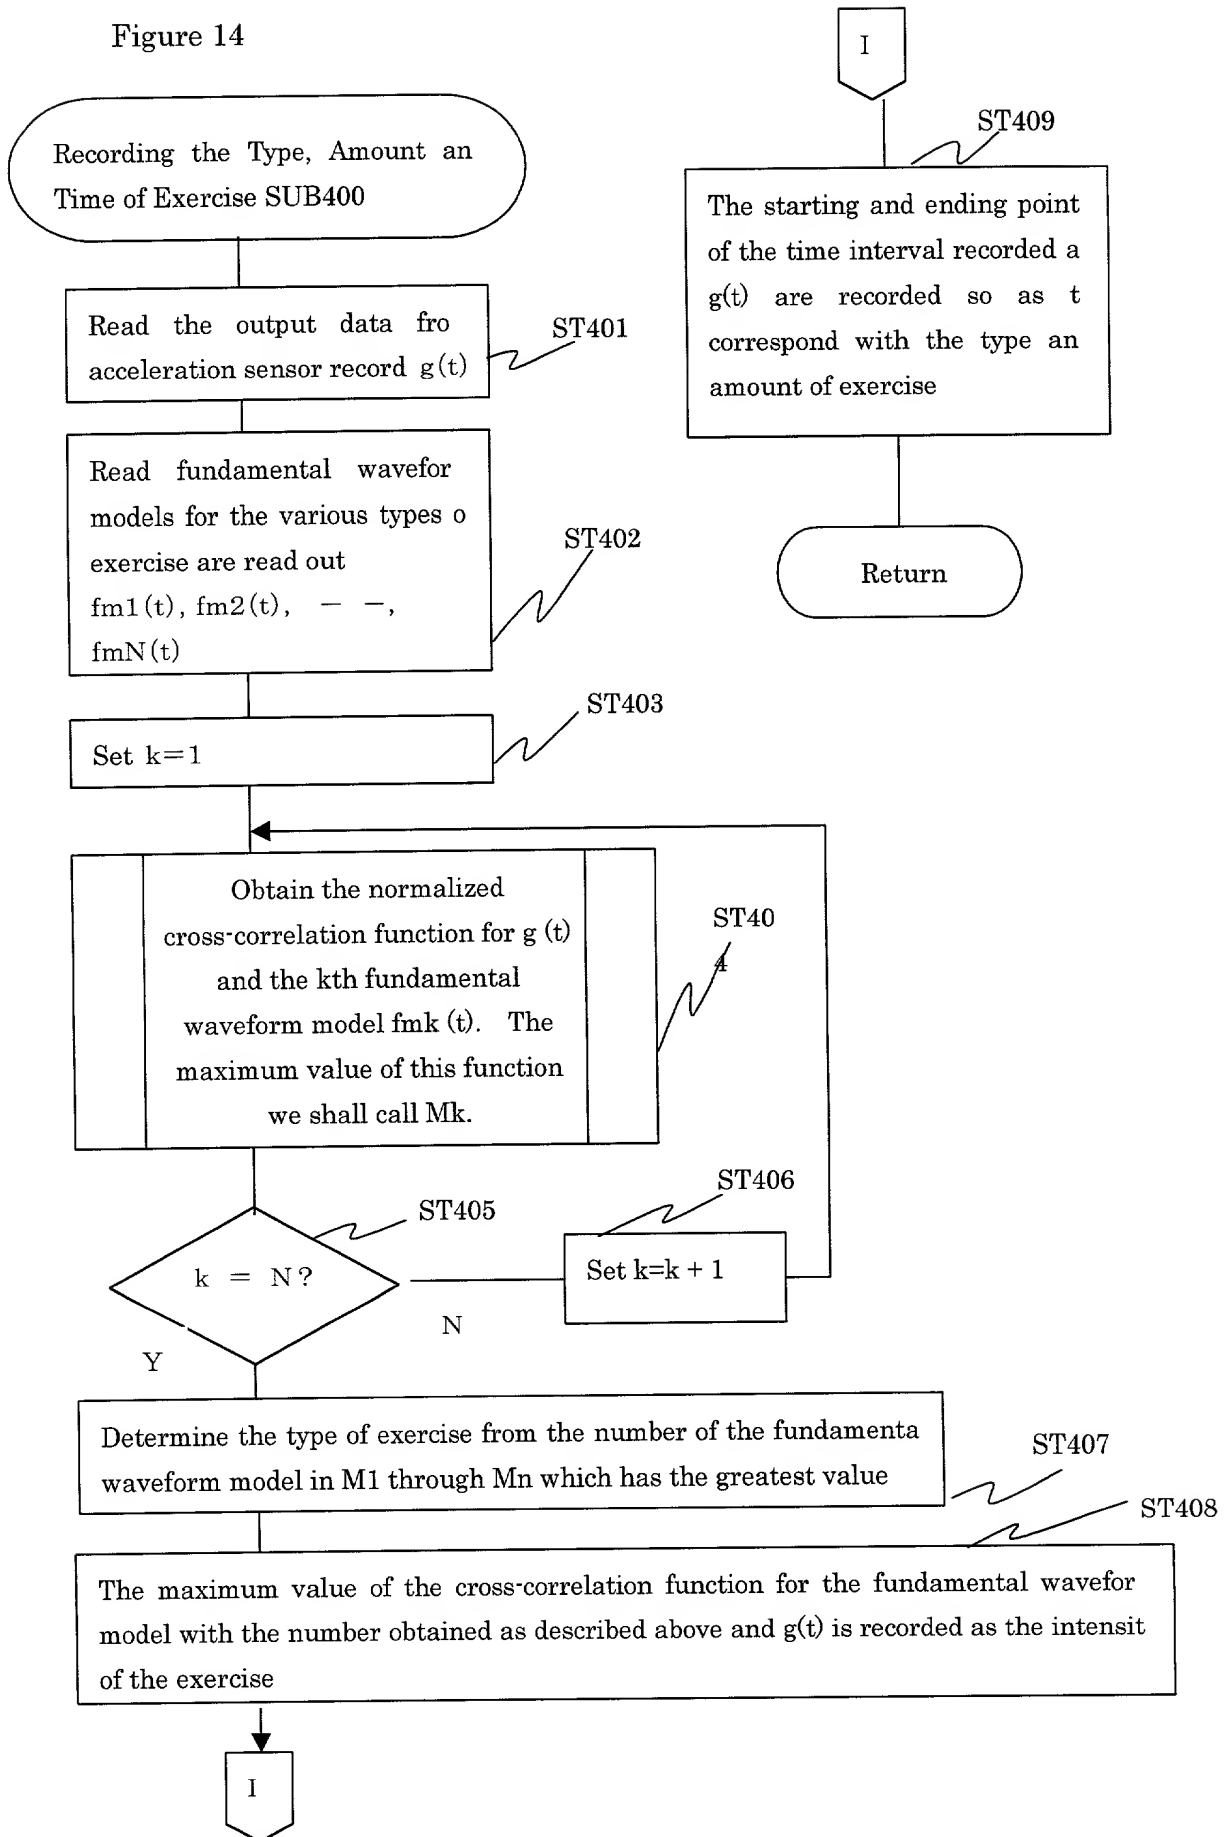 Figure 14
Recording the Type, Amount an
Time of Exercise SUB400
Read the output data fro
acceleration sensor record g(t)
ST401
Read fundamental wavefor
models for the various types o
exercise are read out
fm1(t), fm2(t), － －,
fmN(t)
ST402
Set k=1
ST403
Obtain the normalized
cross-correlation function for g (t)
and the kth fundamental
waveform model fmk (t). The
maximum value of this function
we shall call Mk.
ST40
4
k = N?
ST405
N
Y
Set k=k + 1
ST406
Determine the type of exercise from the number of the fundamenta
waveform model in M1 through Mn which has the greatest value
ST407
The maximum value of the cross-correlation function for the fundamental wavefor
model with the number obtained as described above and g(t) is recorded as the intensit
of the exercise
ST408
I
I
The starting and ending point
of the time interval recorded a
g(t) are recorded so as t
correspond with the type an
amount of exercise
ST409
Return